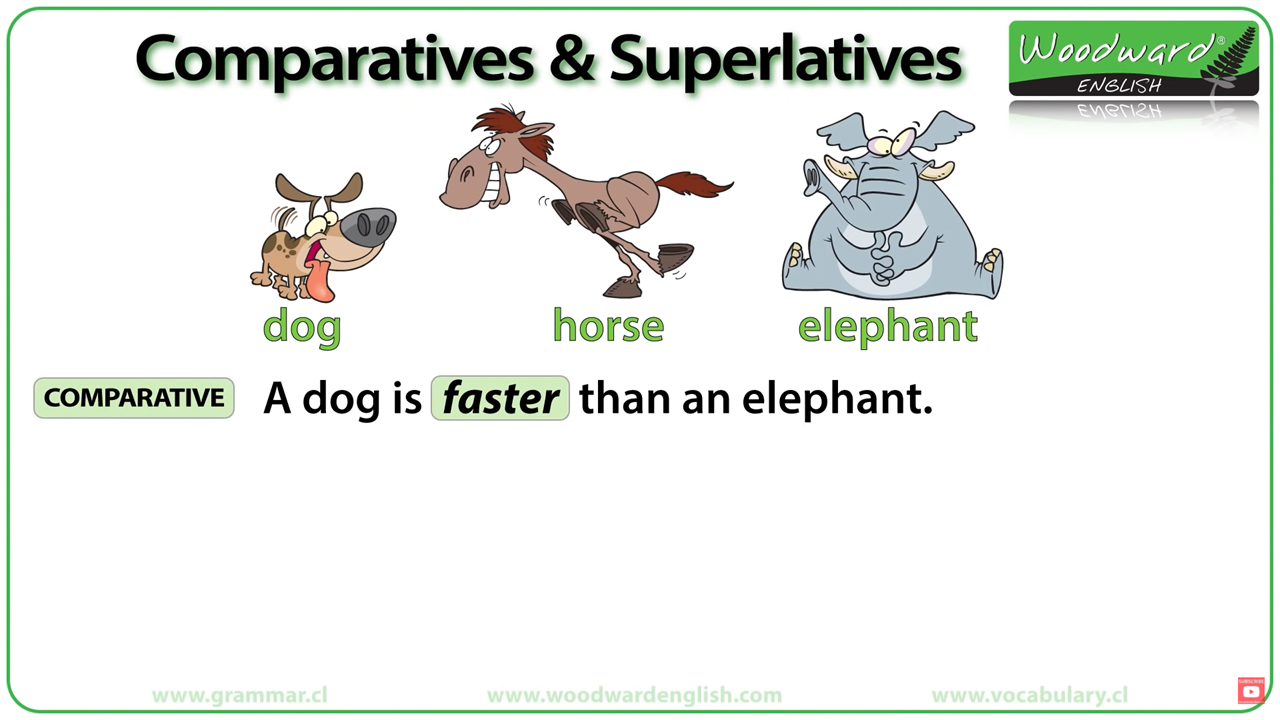 Comparatives & Superlatives
Woodward®
ENGLISH
dog
horse
elephant
COMPARATIVE A dog is faster than an elephant.
www.grammar.cl
www.woodwardenglish.com
www.vocabulary.cl
SUBSCRIBE